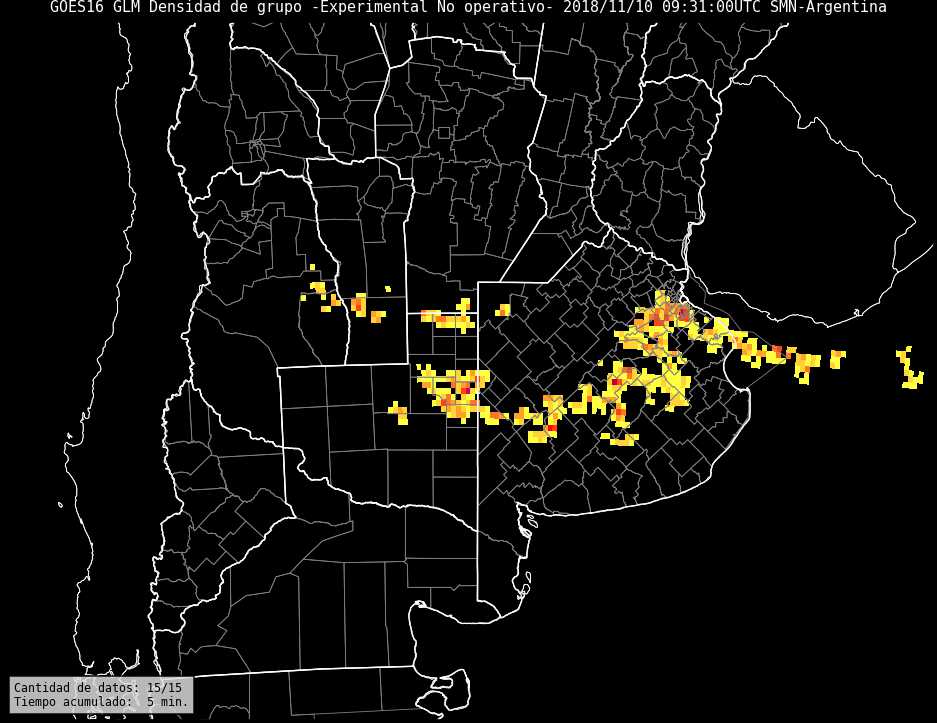 GOES16 GLM Densidad de grupo -Experimental No operativo- 2018/11/10 09:31:00UTC SMN-Argentina
Cantidad de datos: 15/15
Tiempo acumulado:  5 min.